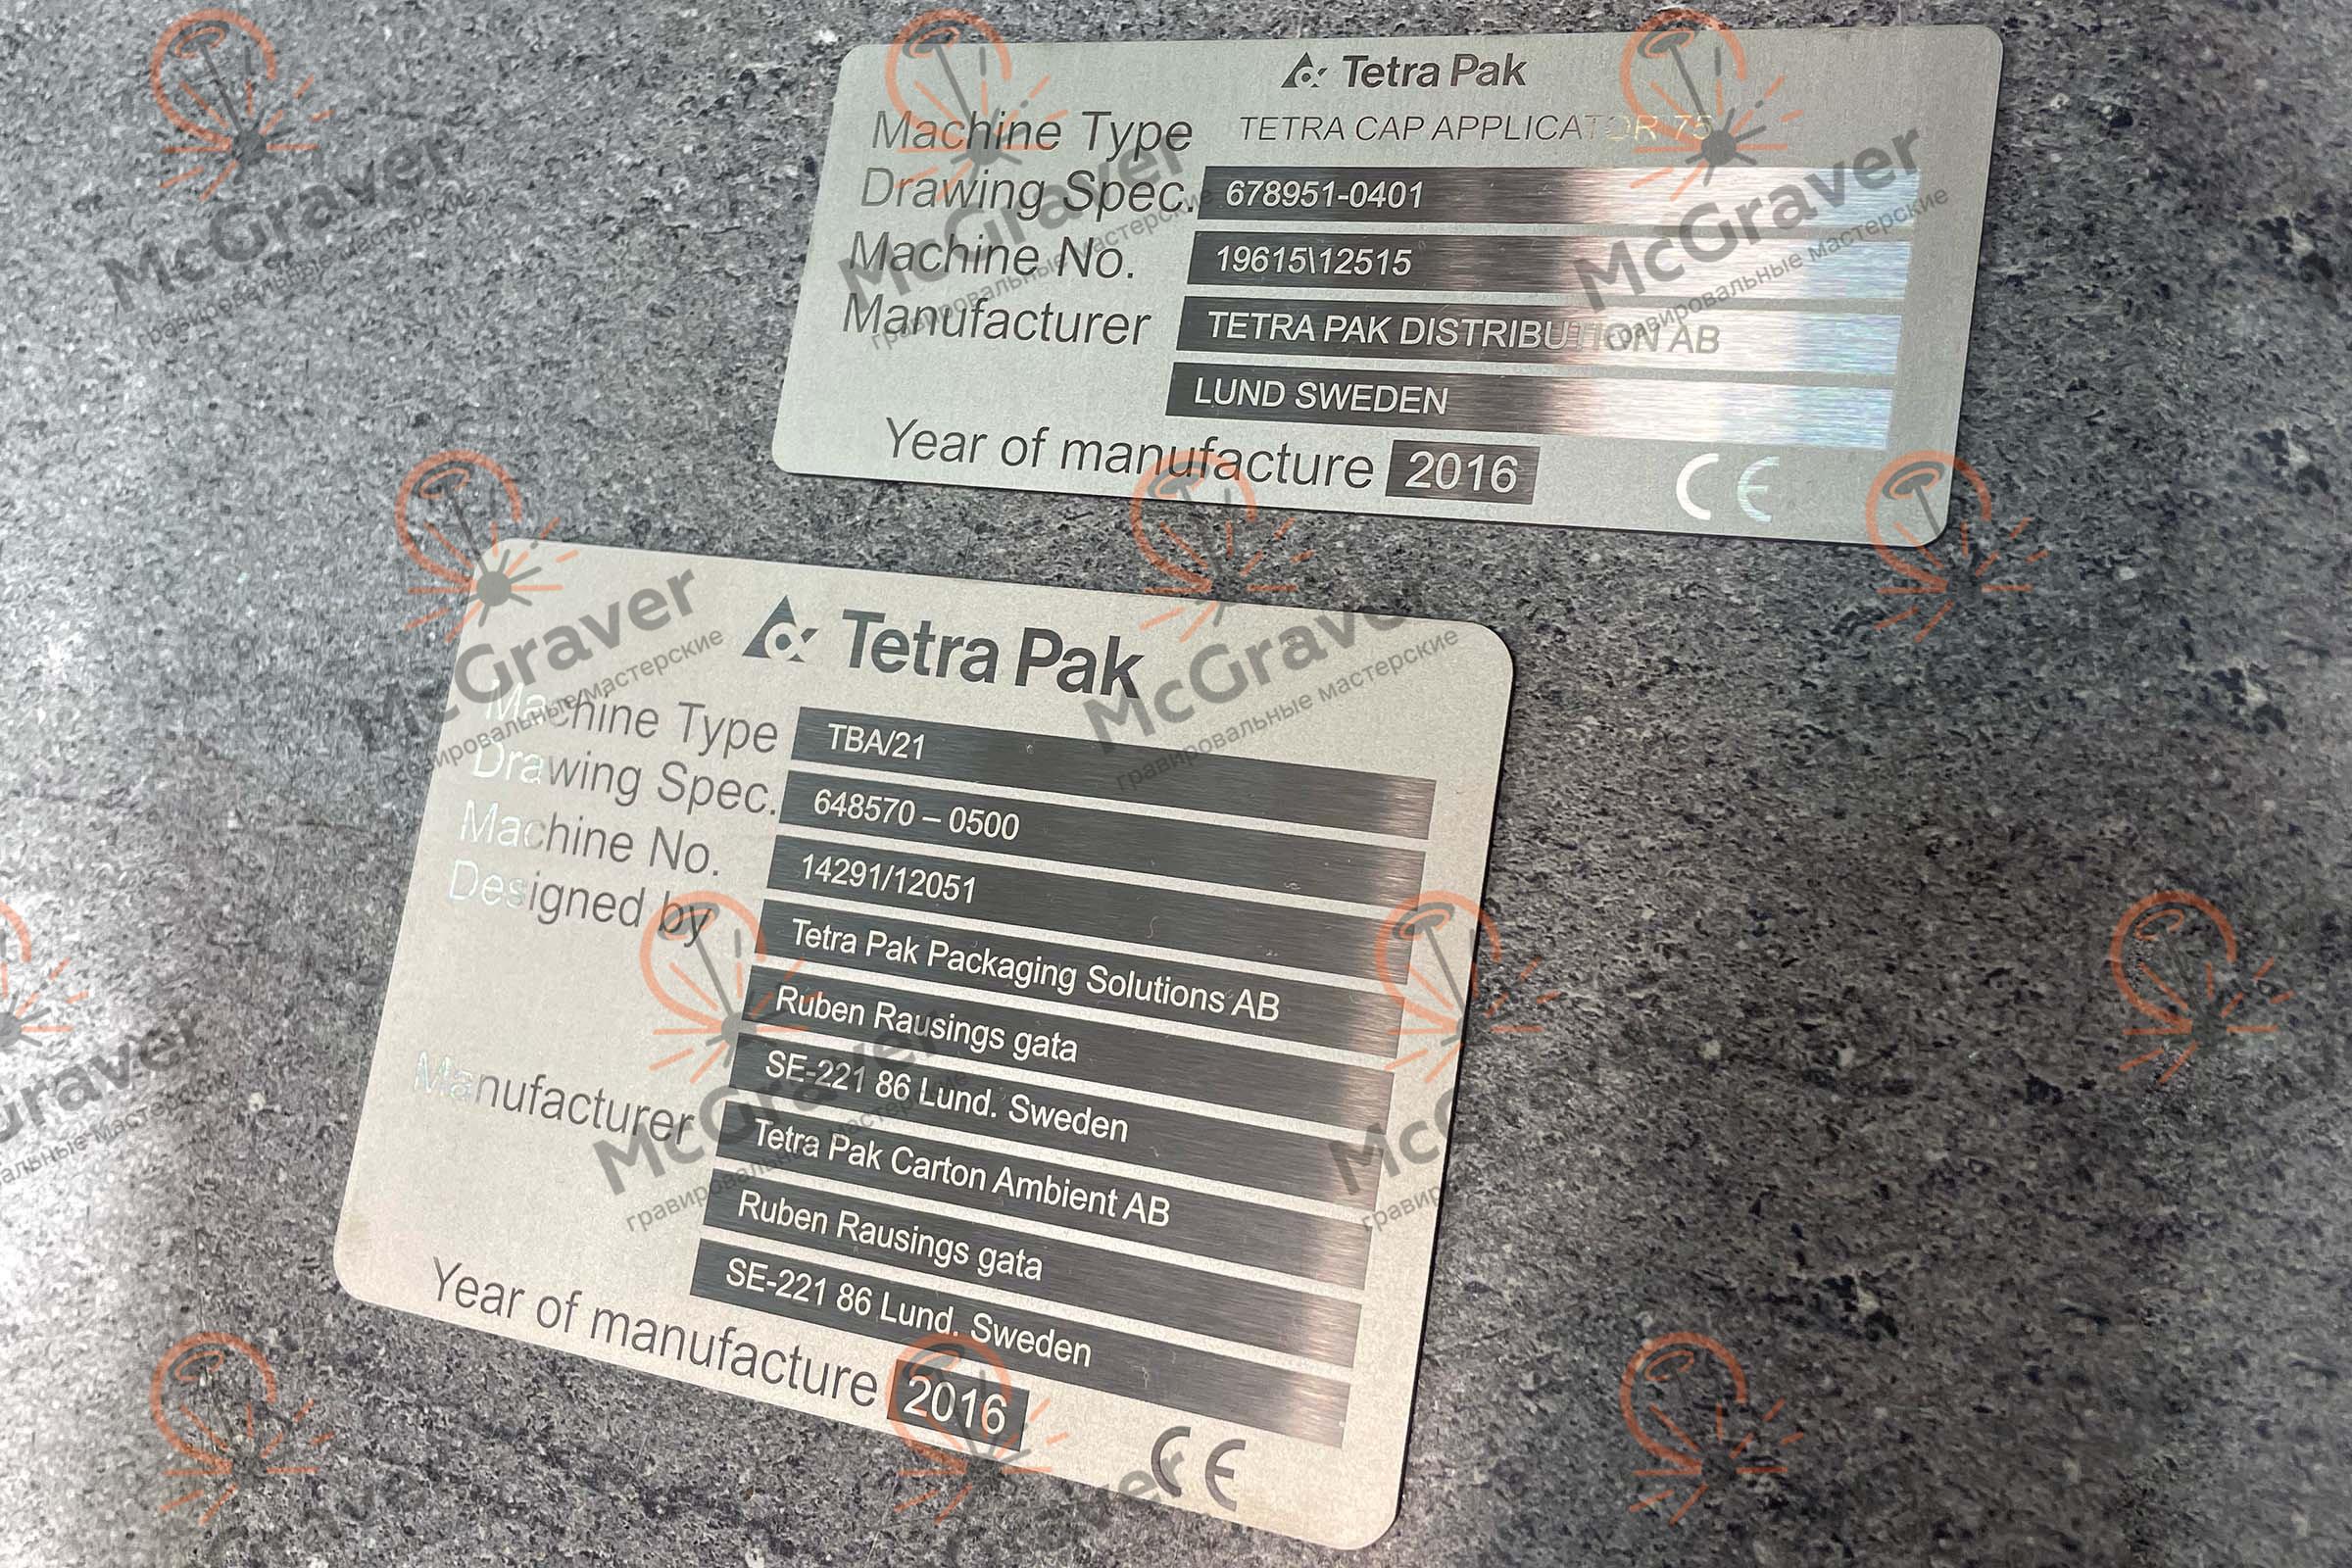 Tetra Pak
Machine Type TETRA CAP APPLICATOR 75
Drawing Spec. 678951-0401
Machine No. 19615\12515
Manufacturer TETRA PAK DISTRIBUTION AB
LUND SWEDEN
Year of manufacture 2016 CE
Tetra Pak
Machine Type TBA/21
Drawing Spec. 648570 – 0500
Machine No. 14291/12051
Designed by Tetra Pak Packaging Solutions AB
Ruben Rausings gata
SE-221 86 Lund. Sweden
Manufacturer Tetra Pak Carton Ambient AB
Ruben Rausings gata
SE-221 86 Lund. Sweden
Year of manufacture 2016 CE
McGraver
гравировальные мастерские